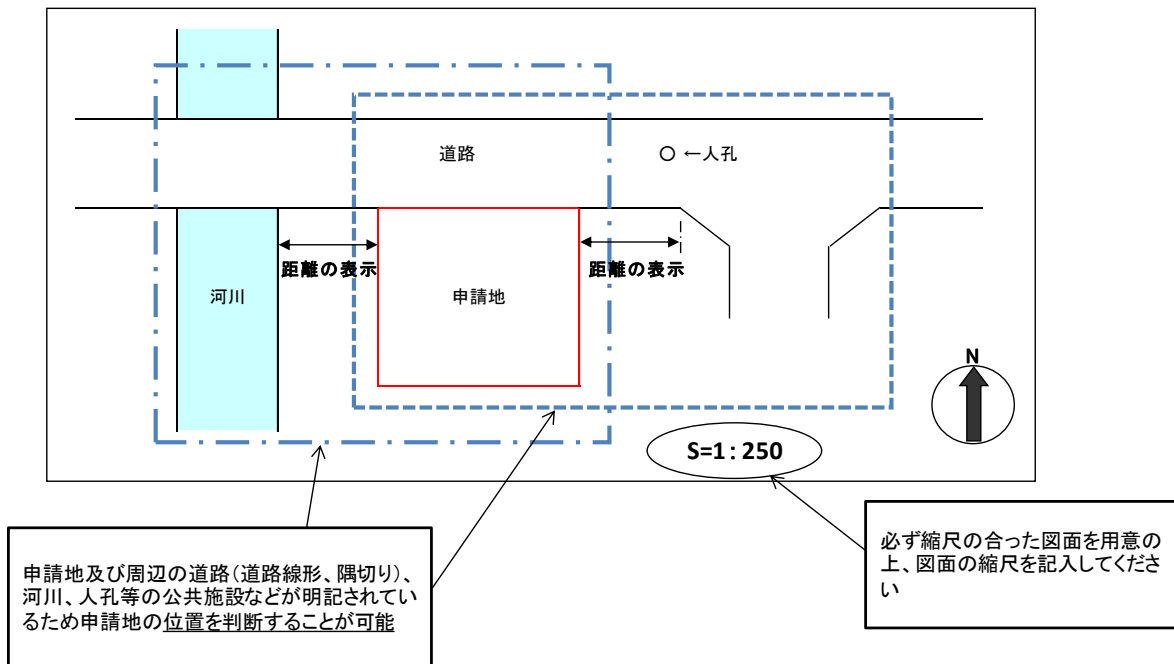 道路
○ ←人孔
距離の表示
距離の表示
河川
申請地
N
S=1：250
申請地及び周辺の道路（道路線形、隅切り）、
河川、人孔等の公共施設などが明記されてい
るため申請地の位置を判断することが可能
必ず縮尺の合った図面を用意の
上、図面の縮尺を記入してくださ
い